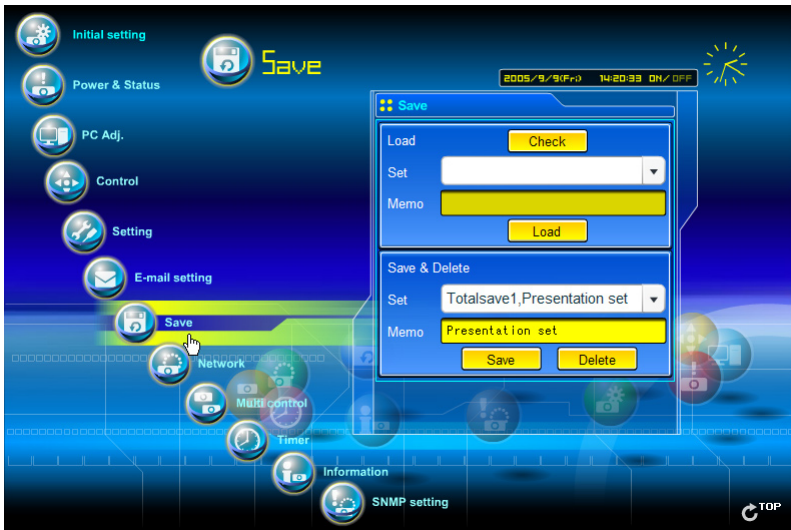 Initial setting
Save
Power & Status
2005/9/9(Fri) 14:20:33 ON/OFF
Save
PC Adj.
Load
Check
Control
Set
Memo
Setting
Load
E-mail setting
Save & Delete
Set
Totalsave1,Presentation set
Save
Memo
Presentation set
Save
Delete
Network
Multi control
Timer
Information
SNMP setting
TOP